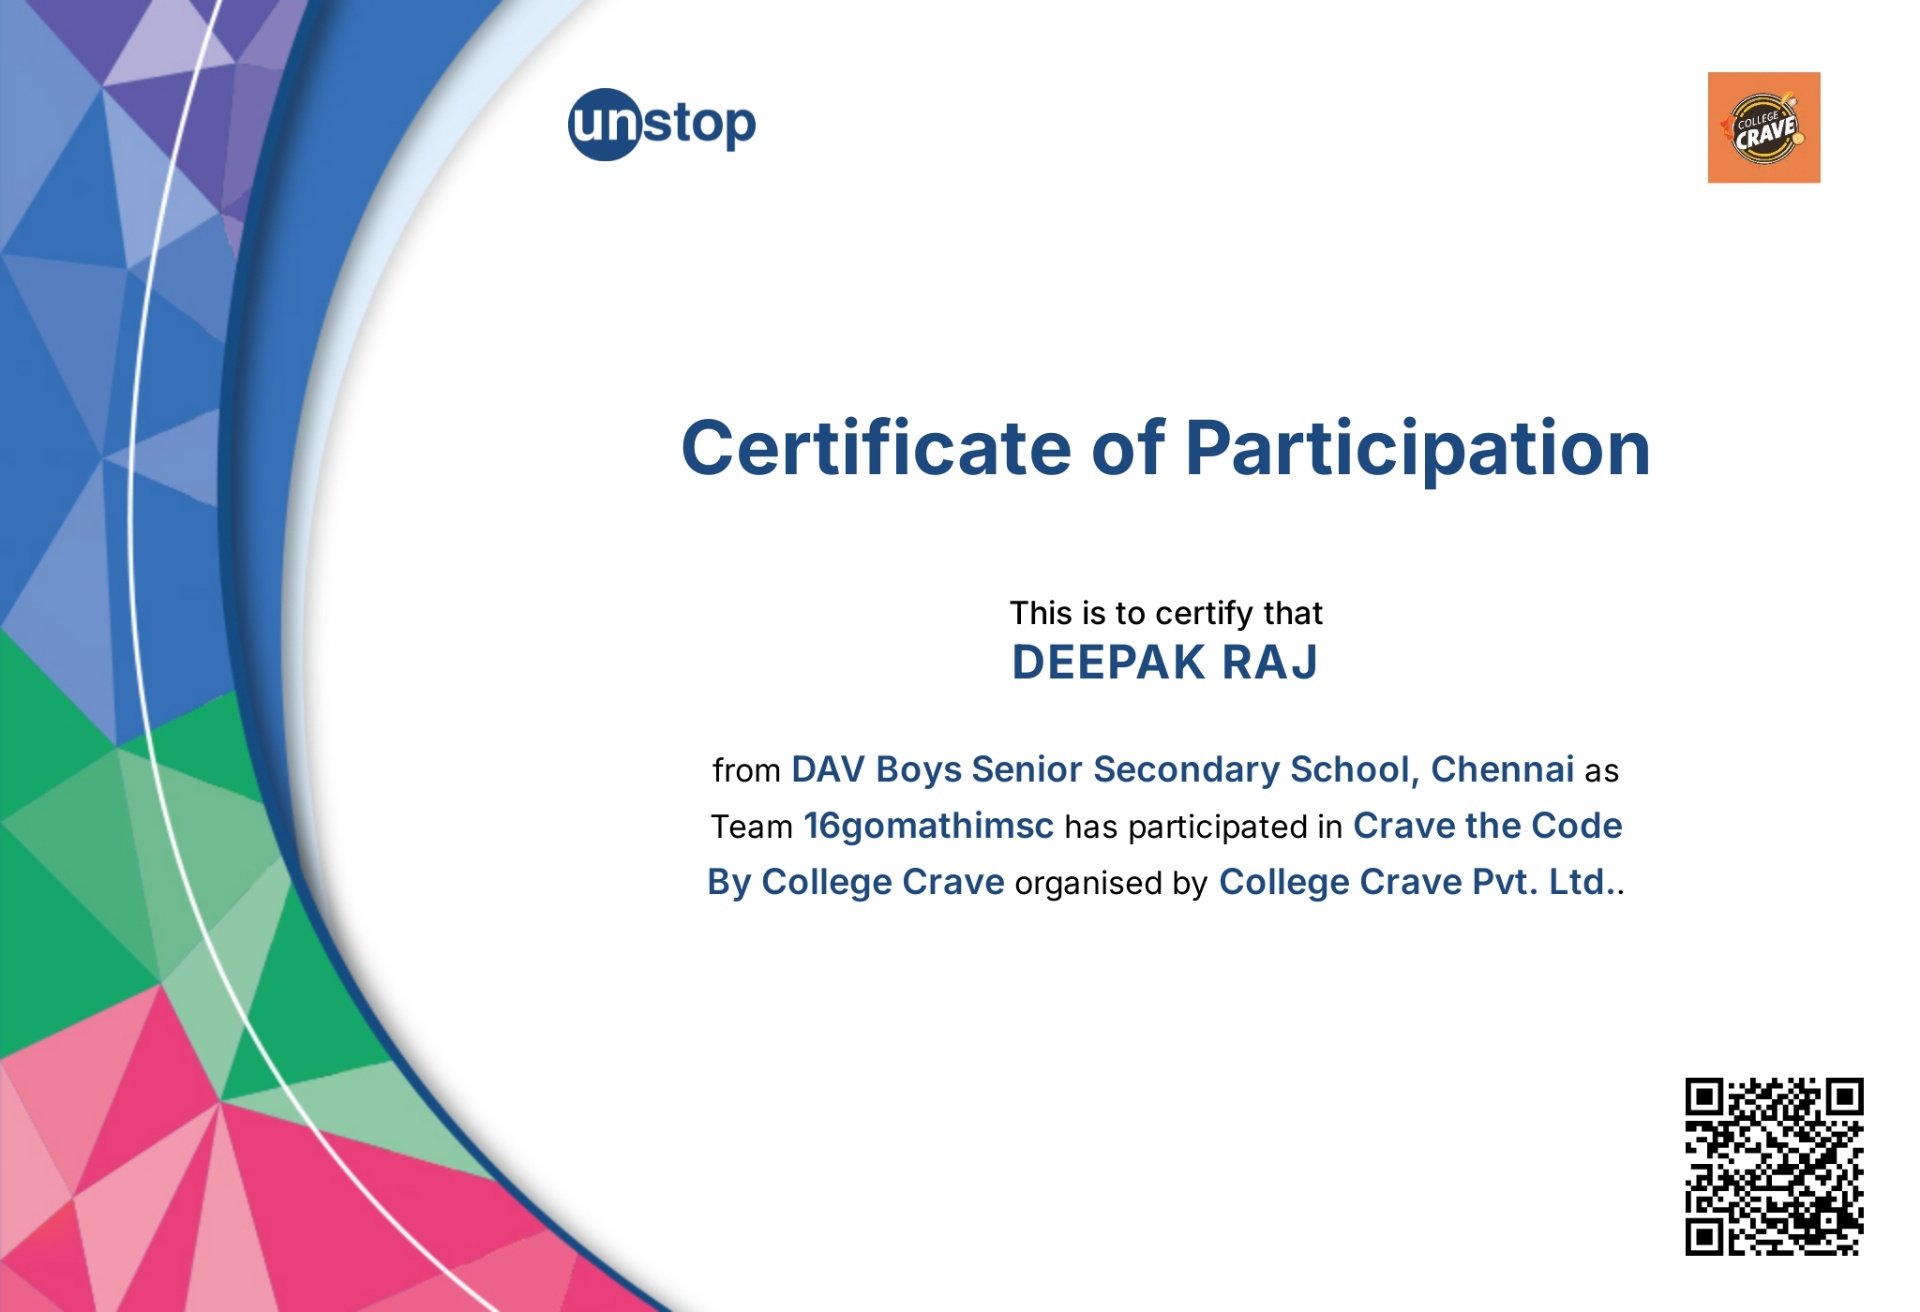 unstop
COLLEGE
CRAVE
Certificate of Participation
This is to certify that
DEEPAK RAJ
from DAV Boys Senior Secondary School, Chennai as
Team 16gomathimsc has participated in Crave the Code
By College Crave organised by College Crave Pvt. Ltd..